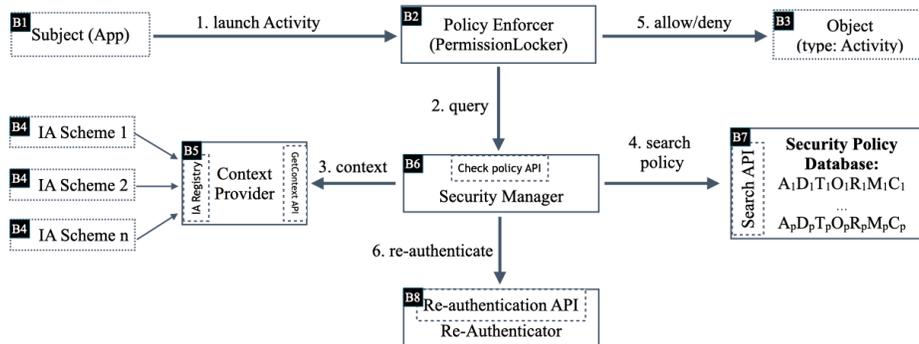 B1
Subject (App)
1. launch Activity
B2
Policy Enforcer
(PermissionLocker)
5. allow/deny
B3
Object
(type: Activity)
2. query
B4
IA Scheme 1
B4
IA Scheme 2
B4
IA Scheme n
B5
IA Registry
Context
Provider
GetContext API
3. context
B6
Check policy API
Security Manager
4. search
policy
B7
Search API
Security Policy
Database:
A₁D₁T₁O₁R₁M₁C₁
...
AₚDₚTₚOₚRₚMₚCₚ
6. re-authenticate
B8
Re-authentication API
Re-Authenticator